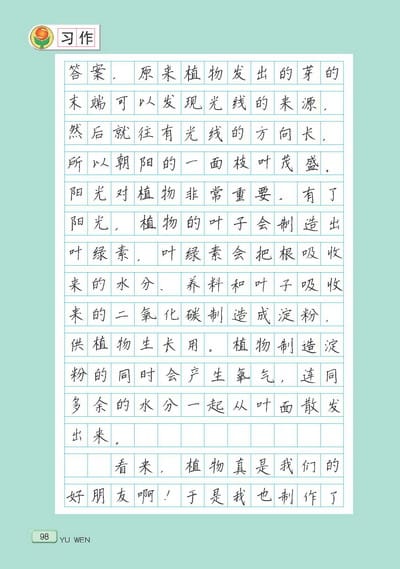 习作
答案。原来植物发出的芽的
末端可以发现光线的来源，
然后就往有光线的方向长，
所以朝阳的一面枝叶茂盛。
阳光对植物非常重要。有了
阳光，植物的叶子会制造出
叶绿素，叶绿素会把根吸收
来的水分、养料和叶子吸收
来的二氧化碳制造成淀粉，
供植物生长用。植物制造淀
粉的同时会产生氧气，连同
多余的水分一起从叶面散发
出来。
看来，植物真是我们的
好朋友啊！于是我也制作了
98 YU WEN